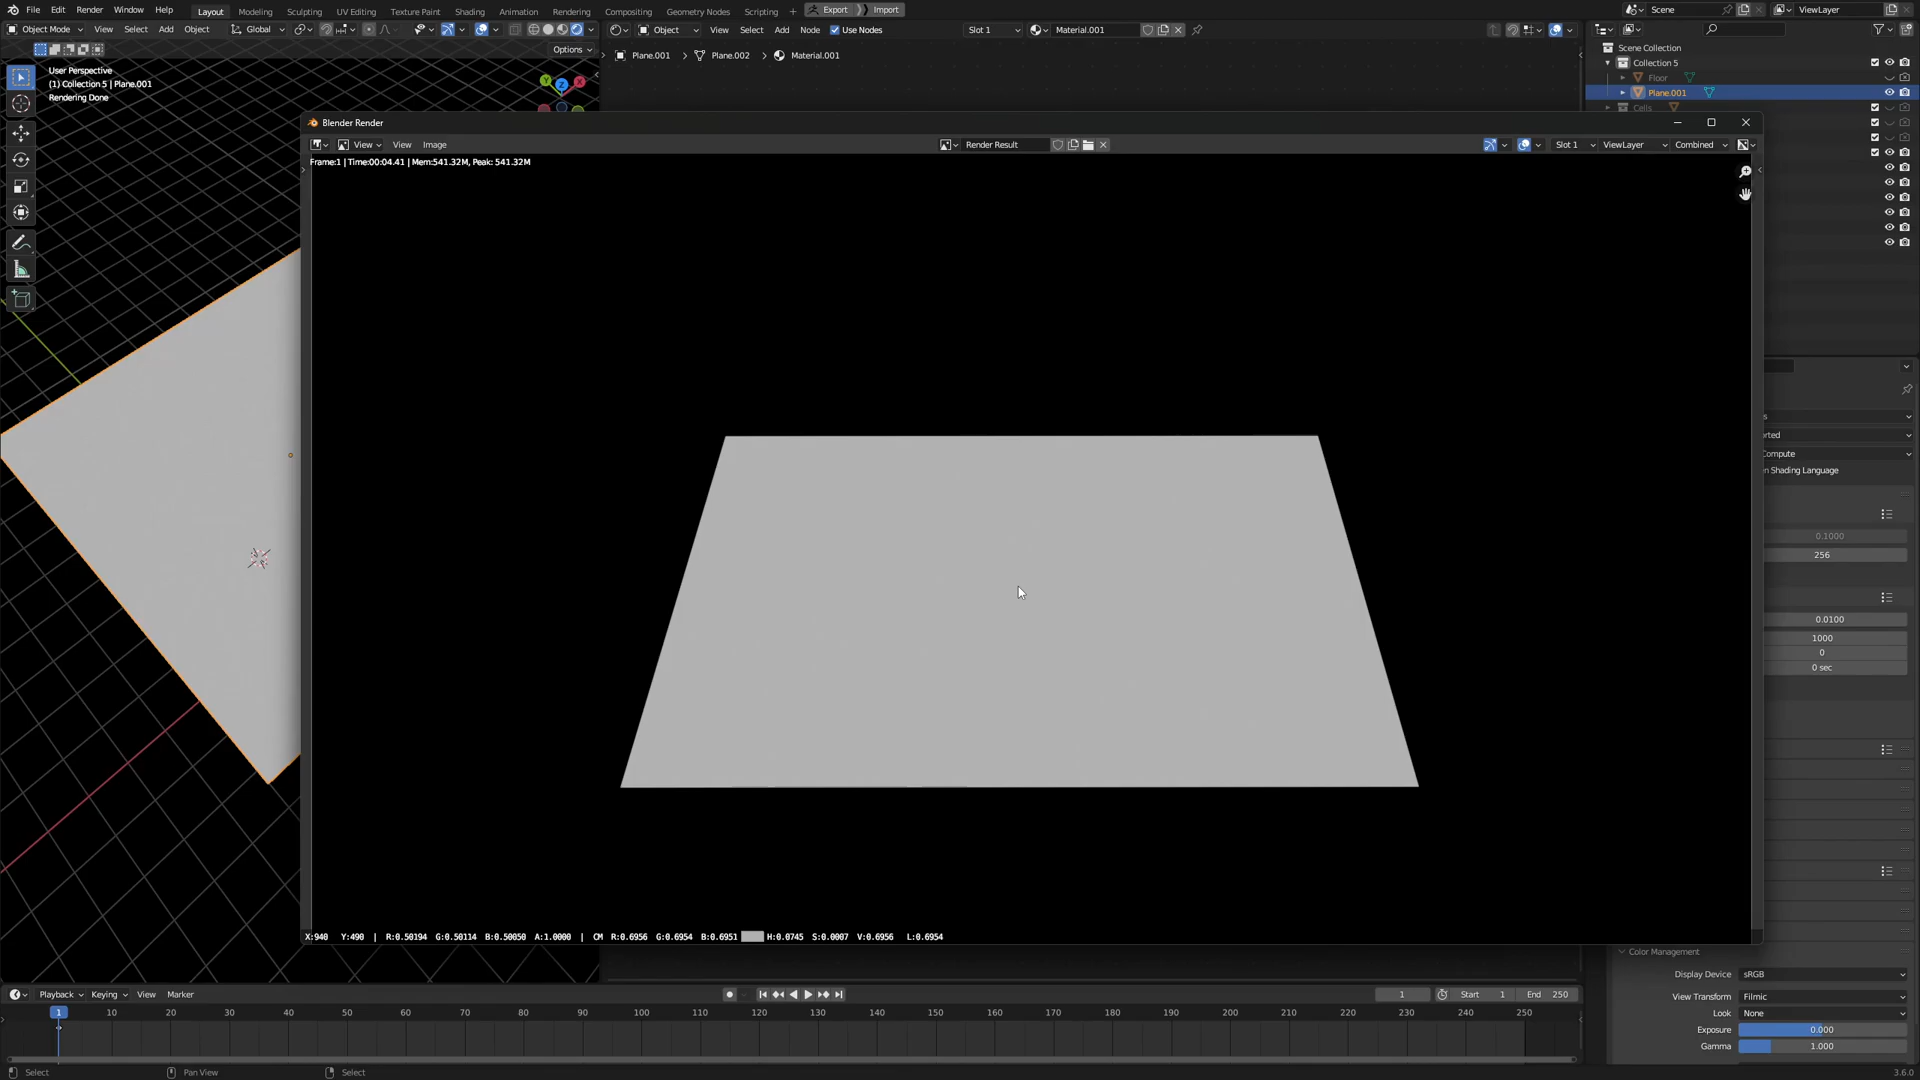 File Edit Render Window Help Layout Modeling Sculpting UV Editing Texture Paint Shading Animation Rendering Compositing Geometry Nodes Scripting + Export Import Scene ViewLayer
Object Mode View Select Add Object Global Object View Select Add Node Use Nodes Slot 1 Material.001
Options
Plane.001 Plane.002 Material.001
Scene Collection
Collection 5
Floor
Plane.001
Cells
User Perspective
(1) Collection 5 | Plane.001
Rendering Done
Y Z X
Blender Render
View View Image Render Result Slot 1 ViewLayer Combined
Frame:1 | Time:00:04.41 | Mem:541.32M, Peak: 541.32M
orted
Compute
n Shading Language
0.1000
256
0.0100
1000
0
0 sec
X:940 Y:490 | R:0.50194 G:0.50114 B:0.50050 A:1.0000 | CM R:0.6956 G:0.6954 B:0.6951 H:0.0745 S:0.0007 V:0.6956 L:0.6954
Color Management
Display Device sRGB
View Transform Filmic
Look None
Exposure 0.000
Gamma 1.000
Playback Keying View Marker 1 Start 1 End 250
1 10 20 30 40 50 60 70 80 90 100 110 120 130 140 150 160 170 180 190 200 210 220 230 240 250
Select Pan View Select 3.6.0